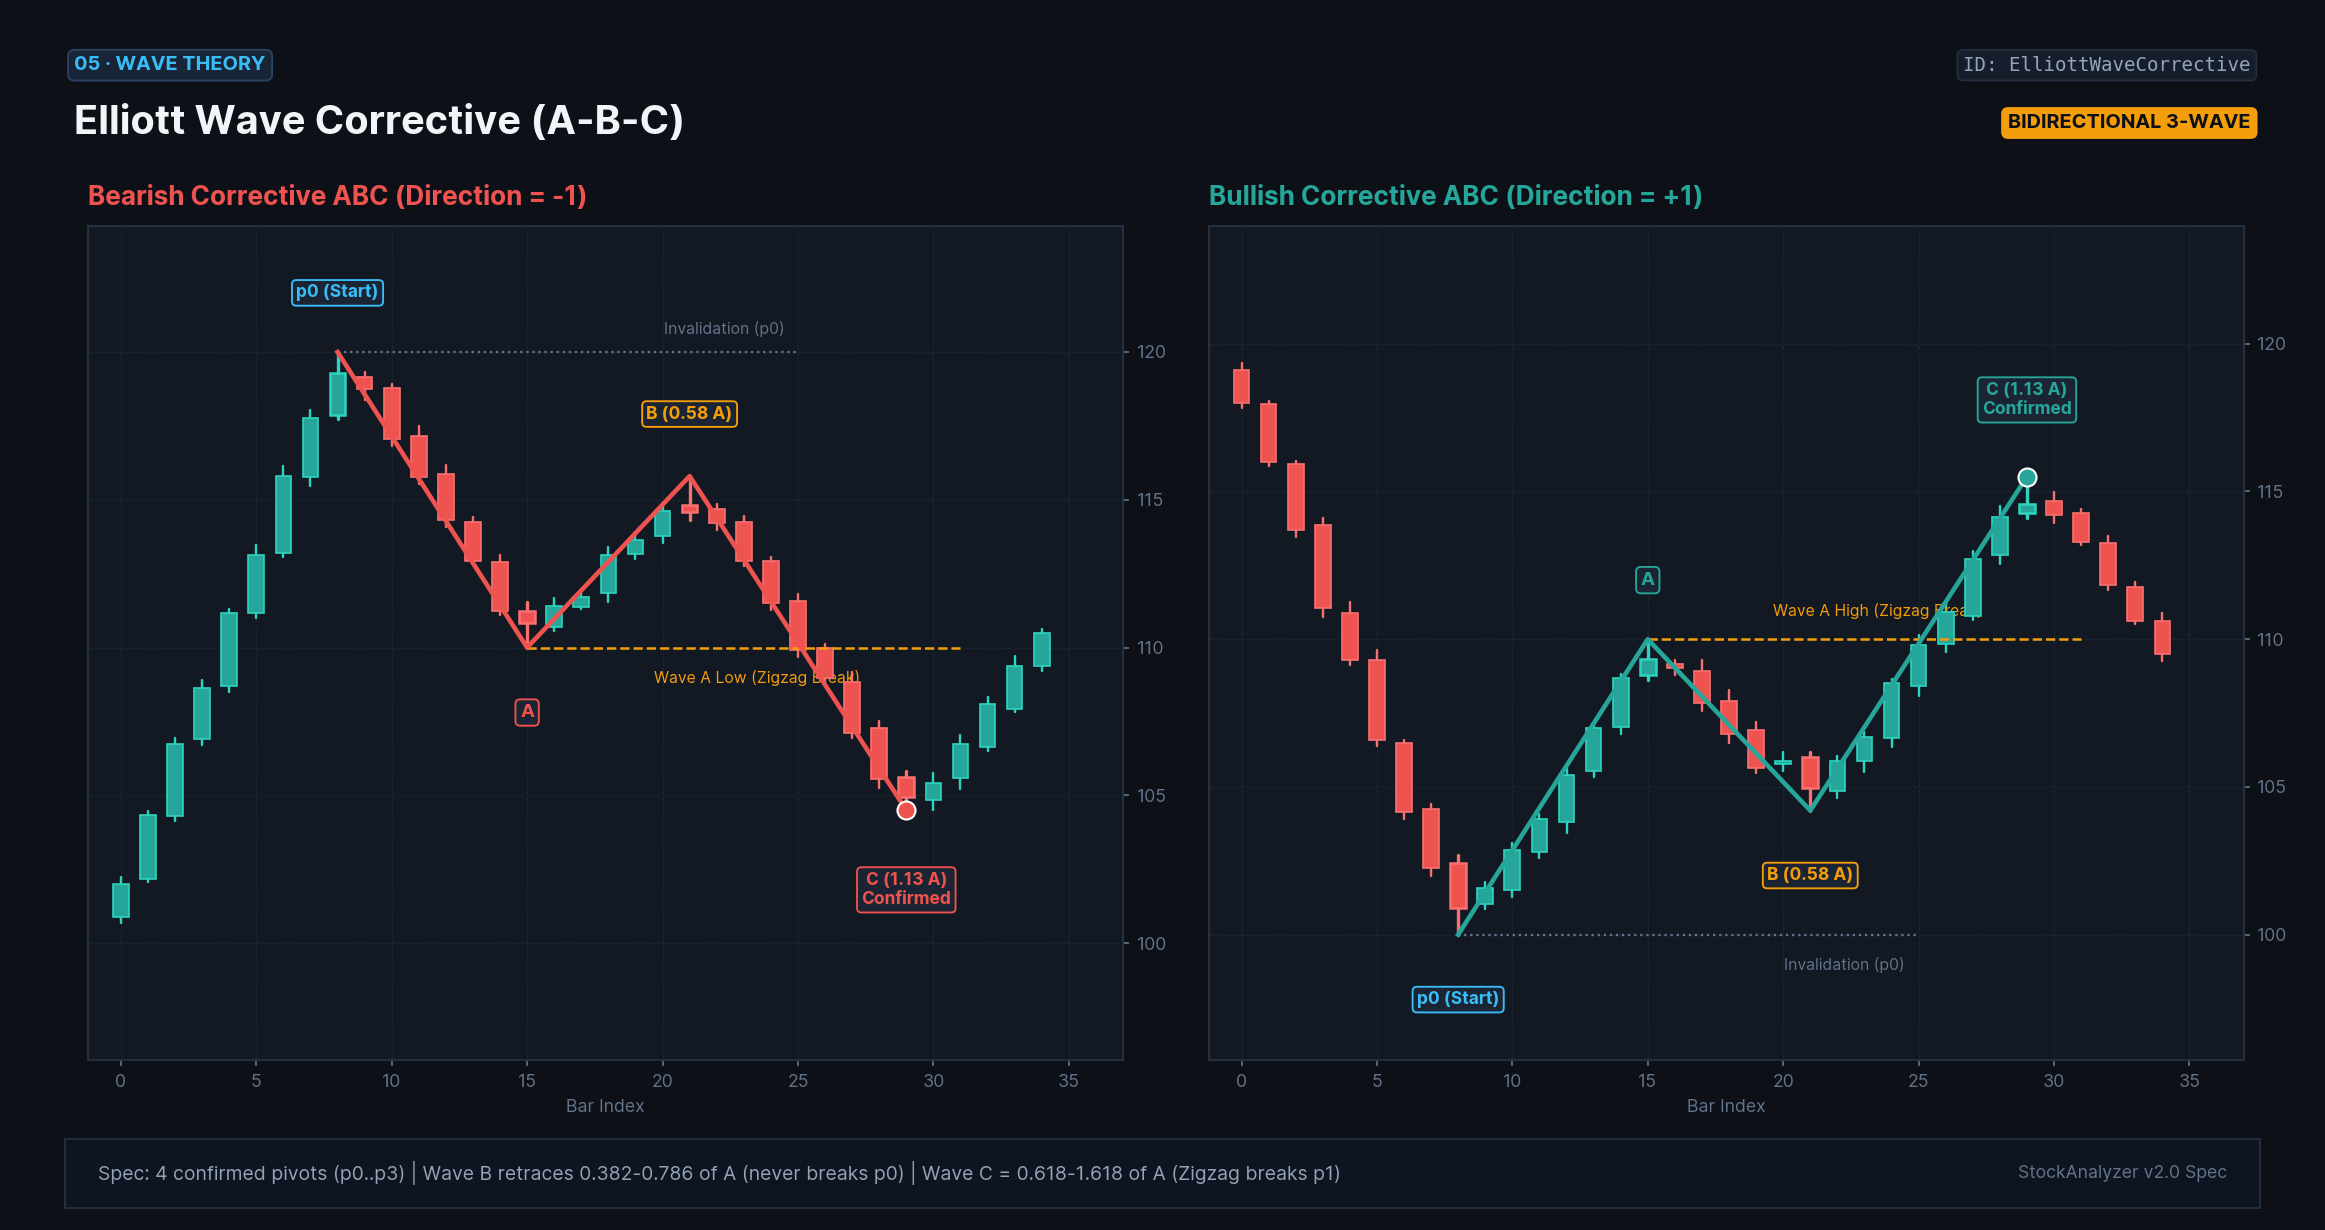 05 · WAVE THEORY
ID: ElliottWaveCorrective
Elliott Wave Corrective (A-B-C)
BIDIRECTIONAL 3-WAVE
Bearish Corrective ABC (Direction = -1)
p0 (Start)
Invalidation (p0)
120
B (0.58 A)
115
110
Wave A Low (Zigzag Break)
A
105
C (1.13 A)
Confirmed
100
0 5 10 15 20 25 30 35
Bar Index
Bullish Corrective ABC (Direction = +1)
120
C (1.13 A)
Confirmed
115
A
Wave A High (Zigzag
110
105
B (0.58 A)
100
Invalidation (p0)
p0 (Start)
0 5 10 15 20 25 30 35
Bar Index
Spec: 4 confirmed pivots (p0..p3) | Wave B retraces 0.382-0.786 of A (never breaks p0) | Wave C = 0.618-1.618 of A (Zigzag breaks p1)
StockAnalyzer v2.0 Spec